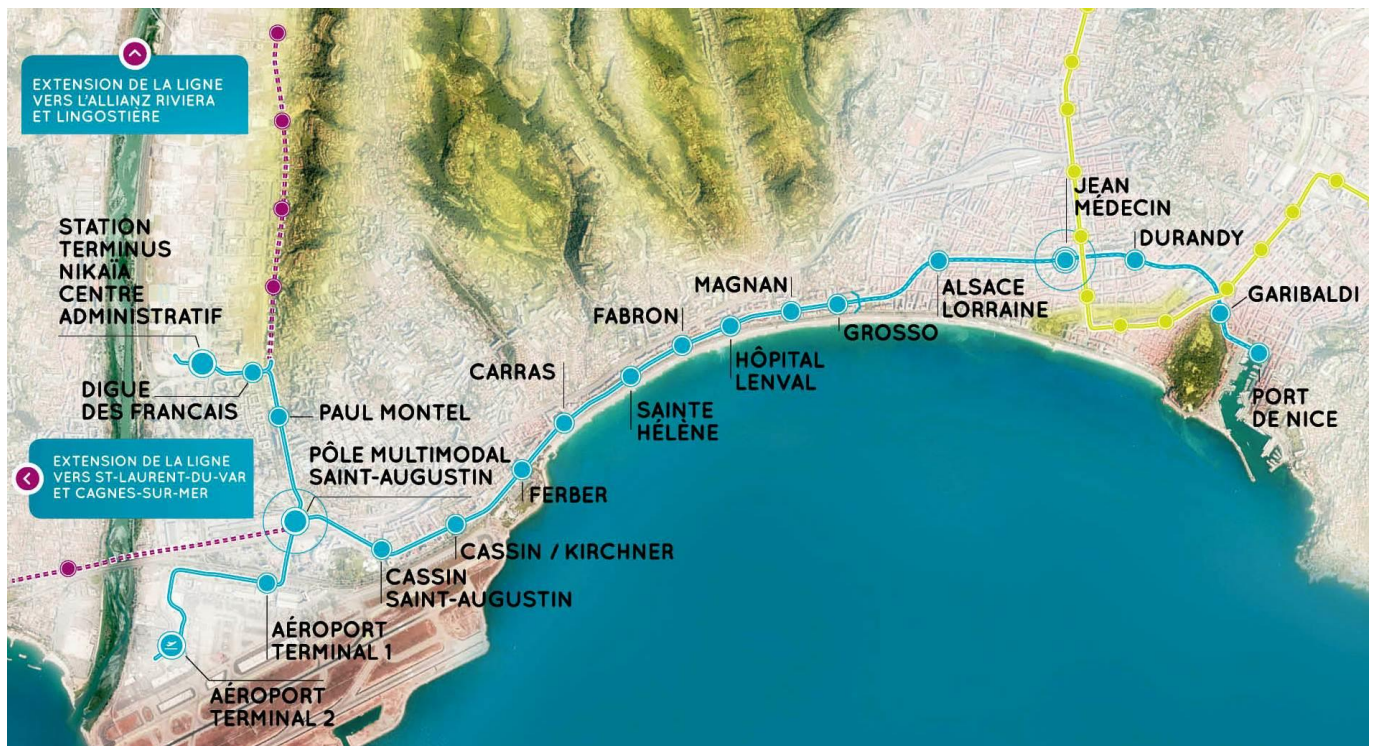 EXTENSION DE LA LIGNE
VERS L'ALLIANZ RIVIERA
ET LINGOSTIÈRE
STATION
TERMINUS
NIKAÏA
CENTRE
ADMINISTRATIF
DIGUE
DES FRANCAIS
PAUL MONTEL
EXTENSION DE LA LIGNE
VERS ST-LAURENT-DU-VAR
ET CAGNES-SUR-MER
PÔLE MULTIMODAL
SAINT-AUGUSTIN
AÉROPORT
TERMINAL 1
AÉROPORT
TERMINAL 2
CASSIN
SAINT-AUGUSTIN
CASSIN / KIRCHNER
FERBER
CARRAS
SAINTE
HÉLÈNE
FABRON
HÔPITAL
LENVAL
MAGNAN
GROSSO
ALSACE
LORRAINE
JEAN
MÉDECIN
DURANDY
GARIBALDI
PORT
DE NICE